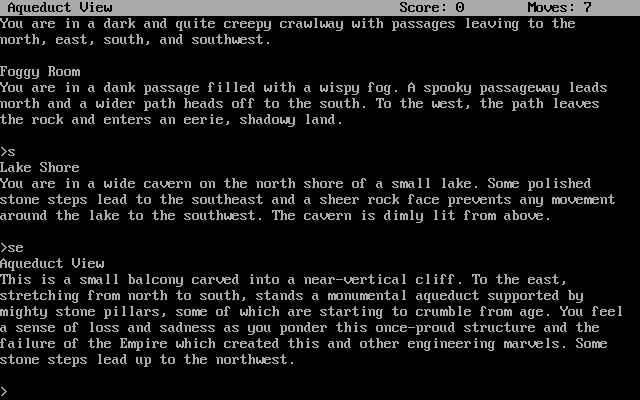 Aqueduct View Score: 0 Moves: 7
You are in a dark and quite creepy crawlway with passages leaving to the
north, east, south, and southwest.
Foggy Room
You are in a dank passage filled with a wispy fog. A spooky passageway leads
north and a wider path heads off to the south. To the west, the path leaves
the rock and enters an eerie, shadowy land.
>s
Lake Shore
You are in a wide cavern on the north shore of a small lake. Some polished
stone steps lead to the southeast and a sheer rock face prevents any movement
around the lake to the southwest. The cavern is dimly lit from above.
>se
Aqueduct View
This is a small balcony carved into a near-vertical cliff. To the east,
stretching from north to south, stands a monumental aqueduct supported by
mighty stone pillars, some of which are starting to crumble from age. You feel
a sense of loss and sadness as you ponder this once-proud structure and the
failure of the Empire which created this and other engineering marvels. Some
stone steps lead up to the northwest.
>